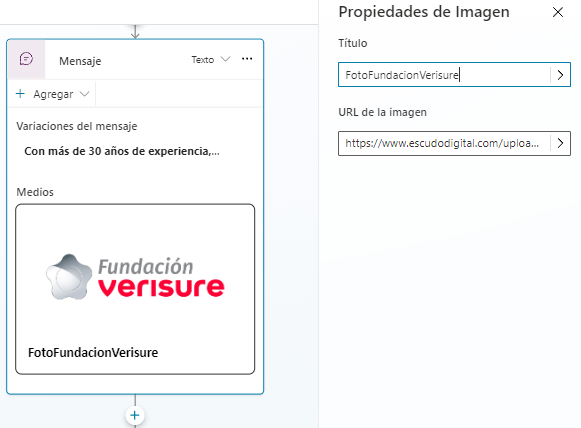 Mensaje
Texto
Agregar
Variaciones del mensaje
Con más de 30 años de experiencia,...
Medios
Fundación
verisure
FotoFundacionVerisure
Propiedades de Imagen
Título
FotoFundacionVerisure
URL de la imagen
https://www.escudodigital.com/uploa...